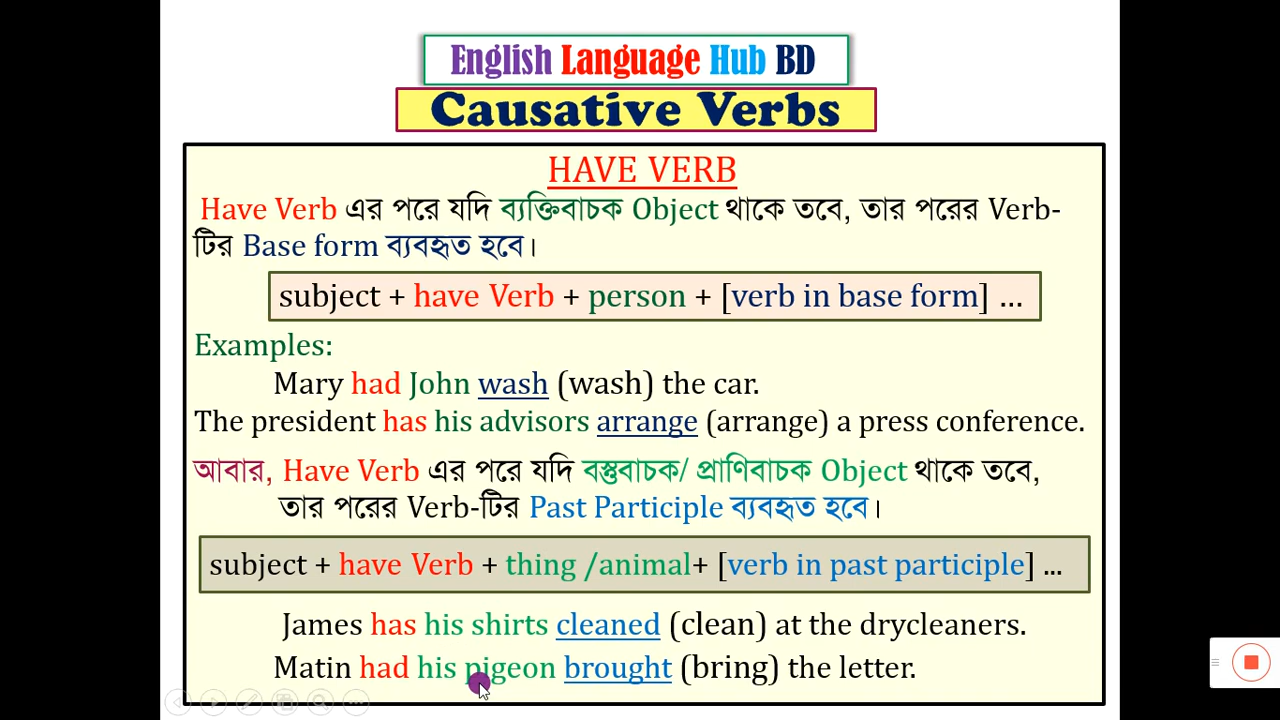 English Language Hub BD
Causative Verbs
HAVE VERB
Have Verb এর পরে যদি ব্যক্তিবাচক Object থাকে তবে, তার পরের Verb-
টির Base form ব্যবহৃত হবে।
subject + have Verb + person + [verb in base form] ...
Examples:
Mary had John wash (wash) the car.
The president has his advisors arrange (arrange) a press conference.
আবার, Have Verb এর পরে যদি বস্তুবাচক/ প্রাণিবাচক Object থাকে তবে,
তার পরের Verb-টির Past Participle ব্যবহৃত হবে।
subject + have Verb + thing /animal+ [verb in past participle] ...
James has his shirts cleaned (clean) at the drycleaners.
Matin had his pigeon brought (bring) the letter.